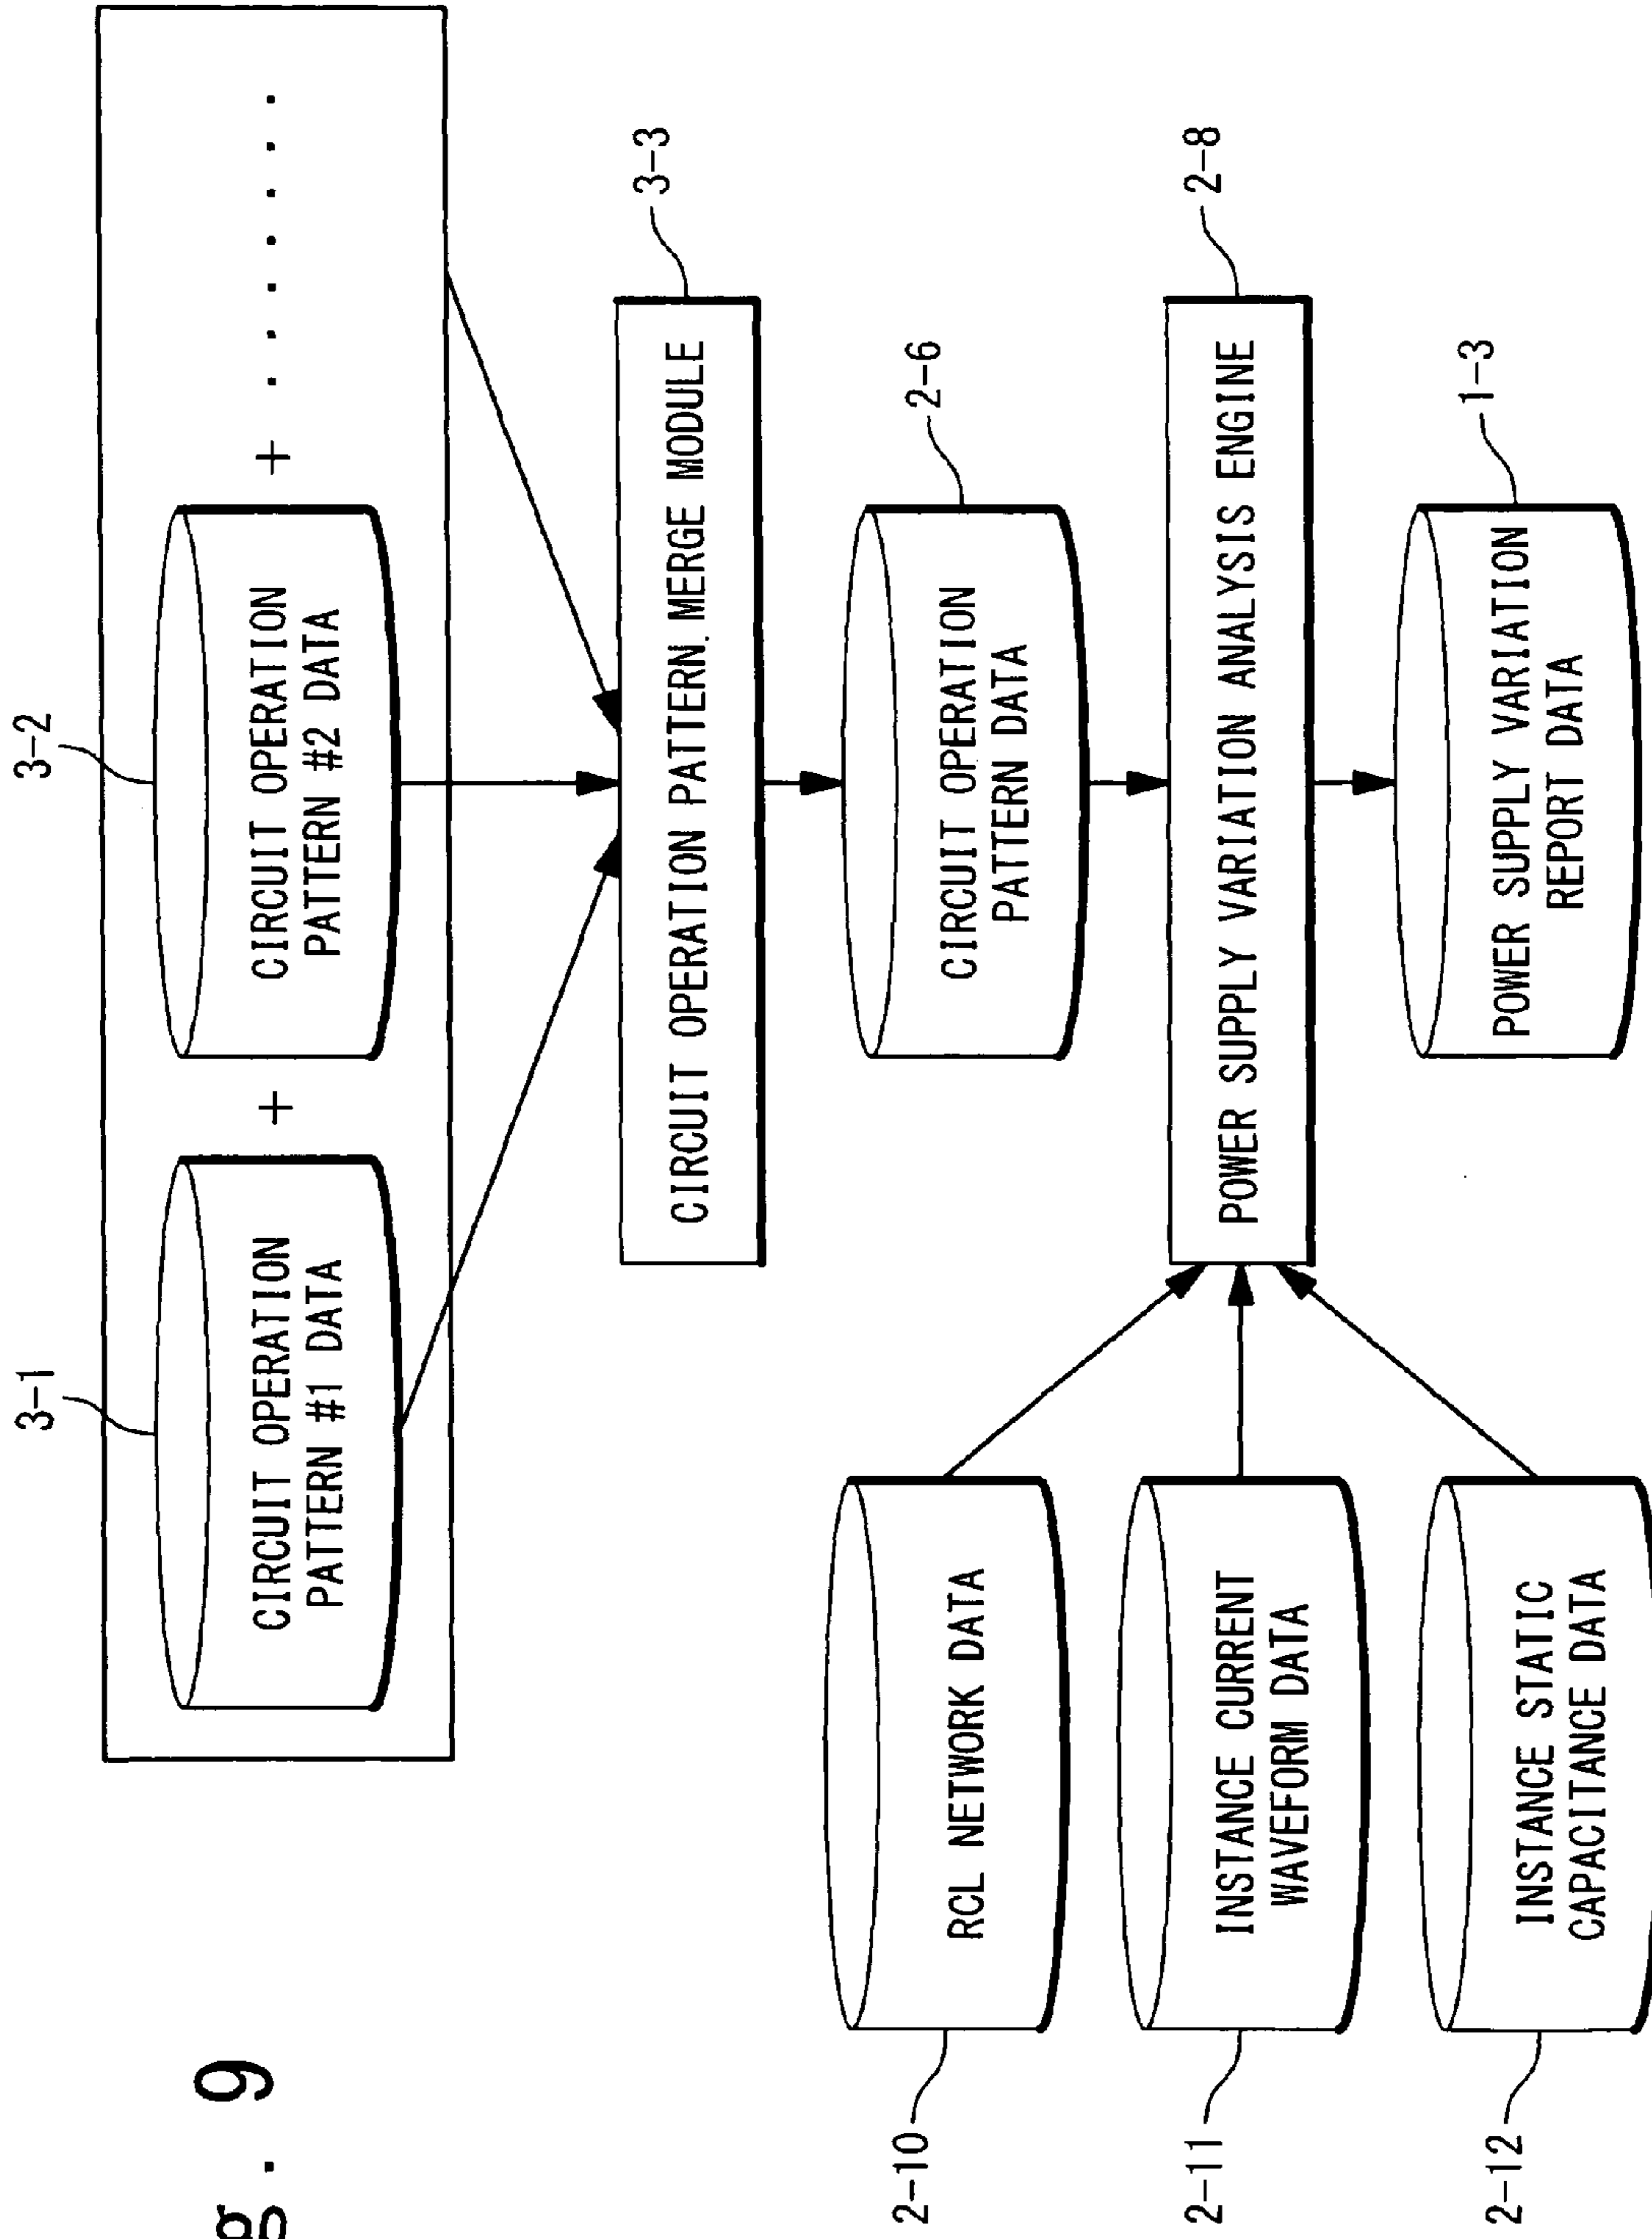 g. 9
3-1
3-2
CIRCUIT OPERATION
PATTERN #1 DATA
+
CIRCUIT OPERATION
PATTERN #2 DATA
+ . . . . . . .
3-3
CIRCUIT OPERATION PATTERN MERGE MODULE
2-6
CIRCUIT OPERATION
PATTERN DATA
2-10
RCL NETWORK DATA
2-11
INSTANCE CURRENT
WAVEFORM DATA
2-12
INSTANCE STATIC
CAPACITANCE DATA
2-8
POWER SUPPLY VARIATION ANALYSIS ENGINE
1-3
POWER SUPPLY VARIATION
REPORT DATA